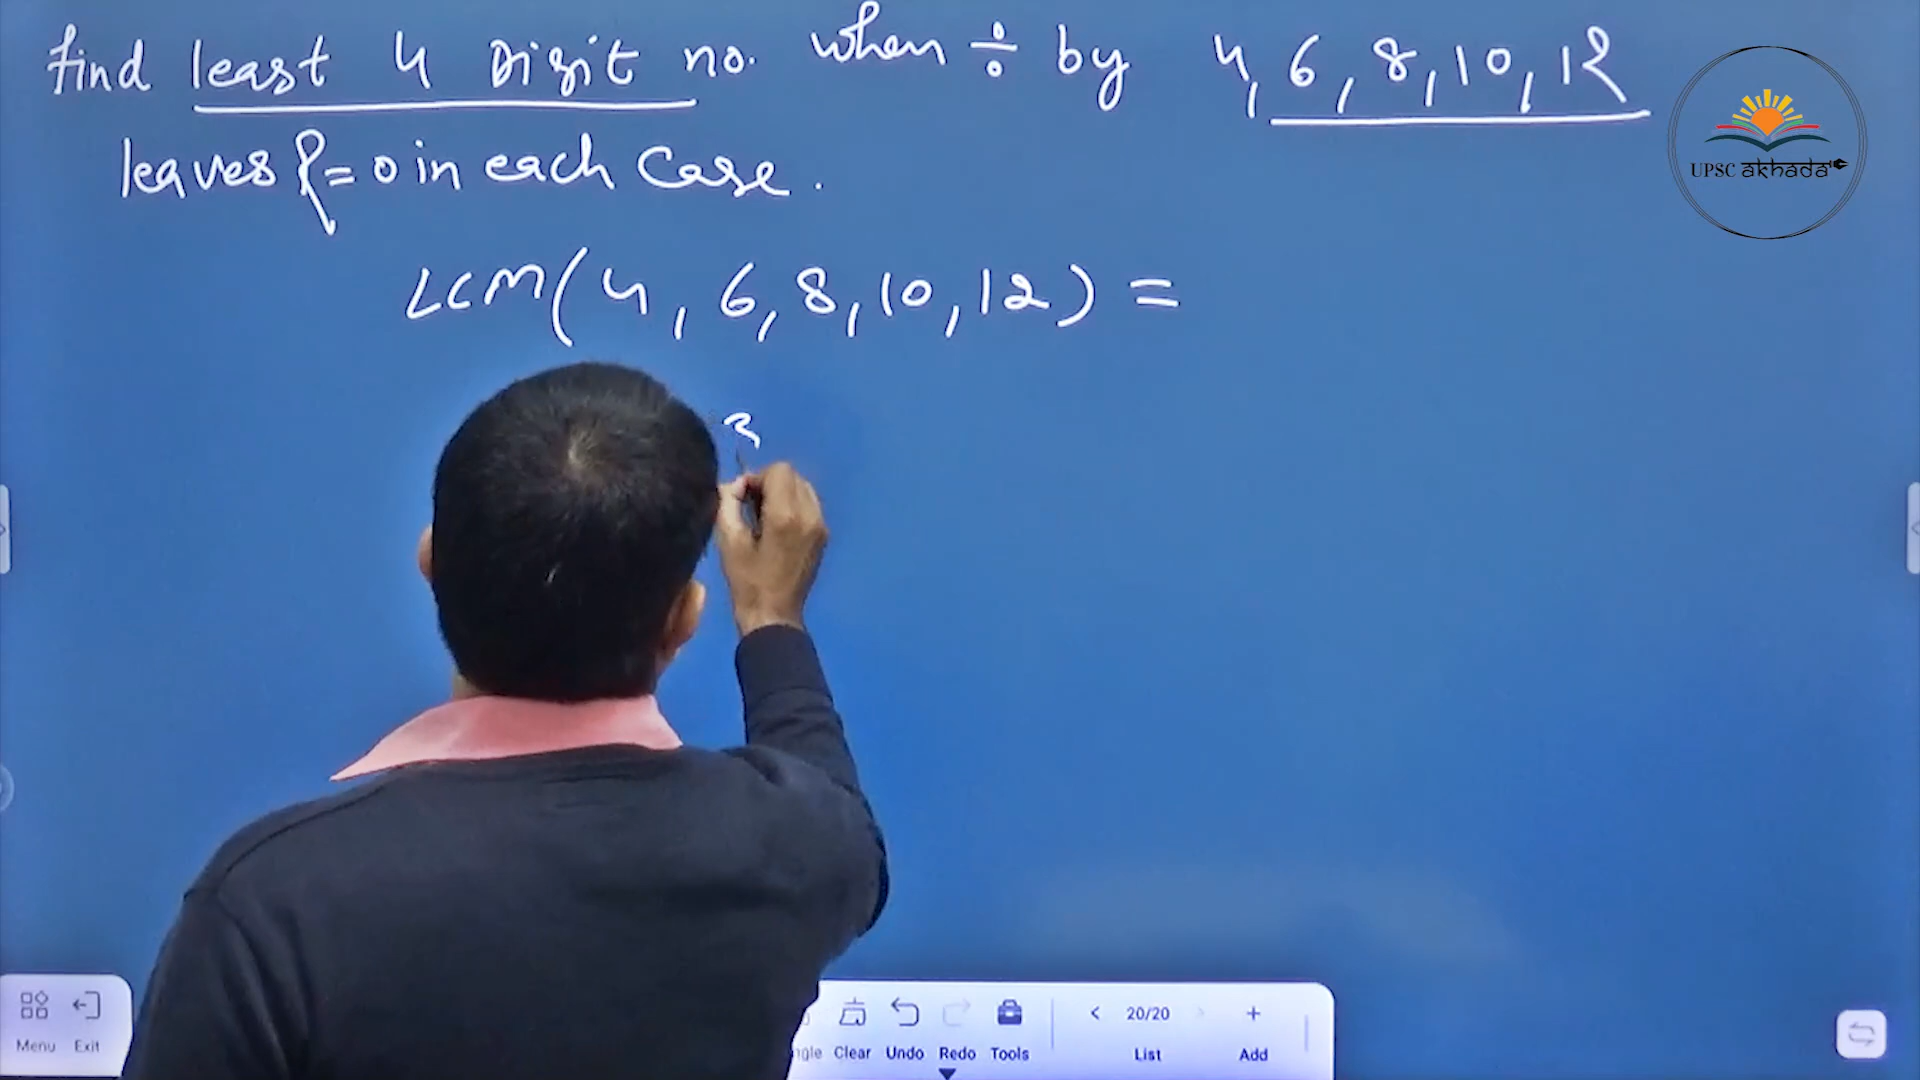 find least 4 Digit no. when ÷ by 4, 6, 8, 10, 12
leaves R = 0 in each Case.
LCM(4, 6, 8, 10, 12) =
3
UPSC akhada
Menu
Exit
Clear
Undo
Redo
Tools
< 20/20 >
List
+
Add